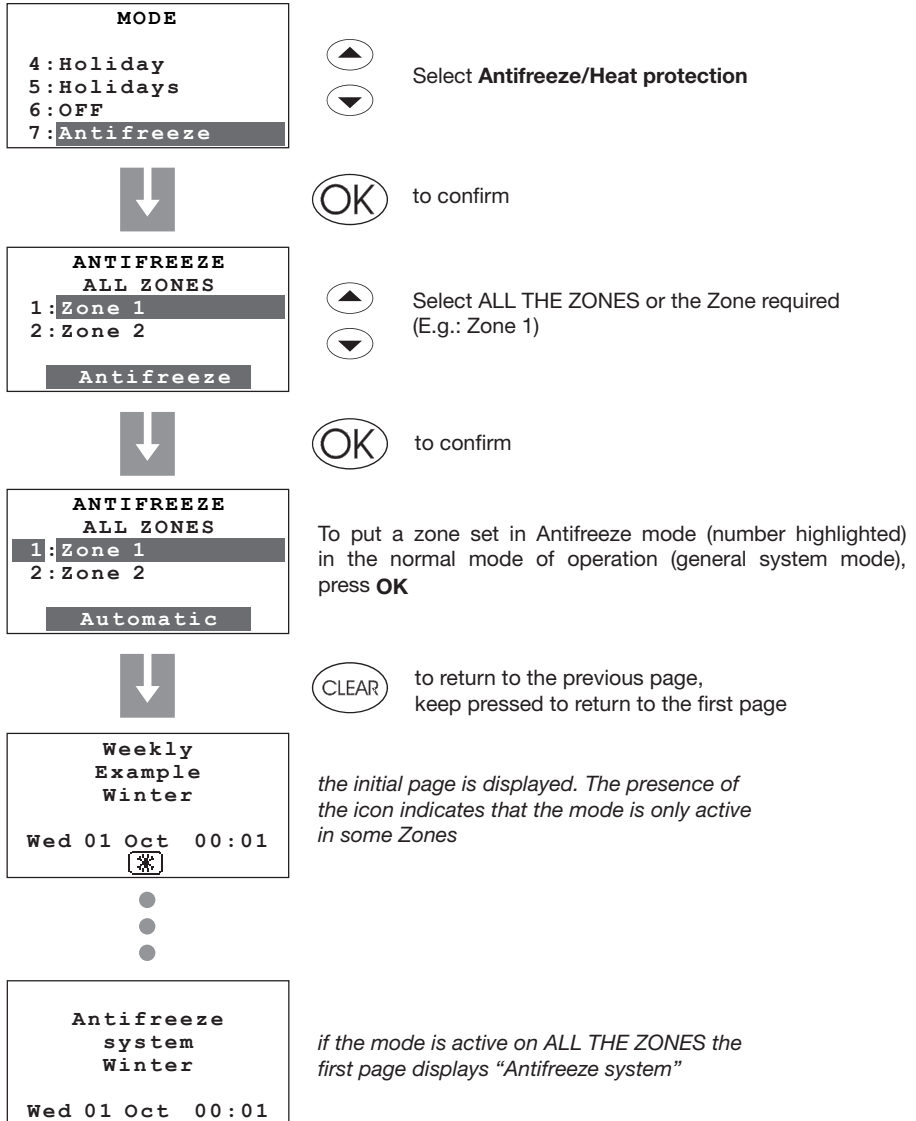 MODE
4:Holiday
5:Holidays
6:OFF
7:Antifreeze
Select Antifreeze/Heat protection
OK
to confirm
ANTIFREEZE
ALL ZONES
1:Zone 1
2:Zone 2
Antifreeze
Select ALL THE ZONES or the Zone required
(E.g.: Zone 1)
OK
to confirm
ANTIFREEZE
ALL ZONES
1:Zone 1
2:Zone 2
Automatic
To put a zone set in Antifreeze mode (number highlighted)
in the normal mode of operation (general system mode),
press OK
CLEAR
to return to the previous page,
keep pressed to return to the first page
Weekly
Example
Winter
Wed 01 Oct 00:01
the initial page is displayed. The presence of
the icon indicates that the mode is only active
in some Zones
Antifreeze
system
Winter
Wed 01 Oct 00:01
if the mode is active on ALL THE ZONES the
first page displays “Antifreeze system”